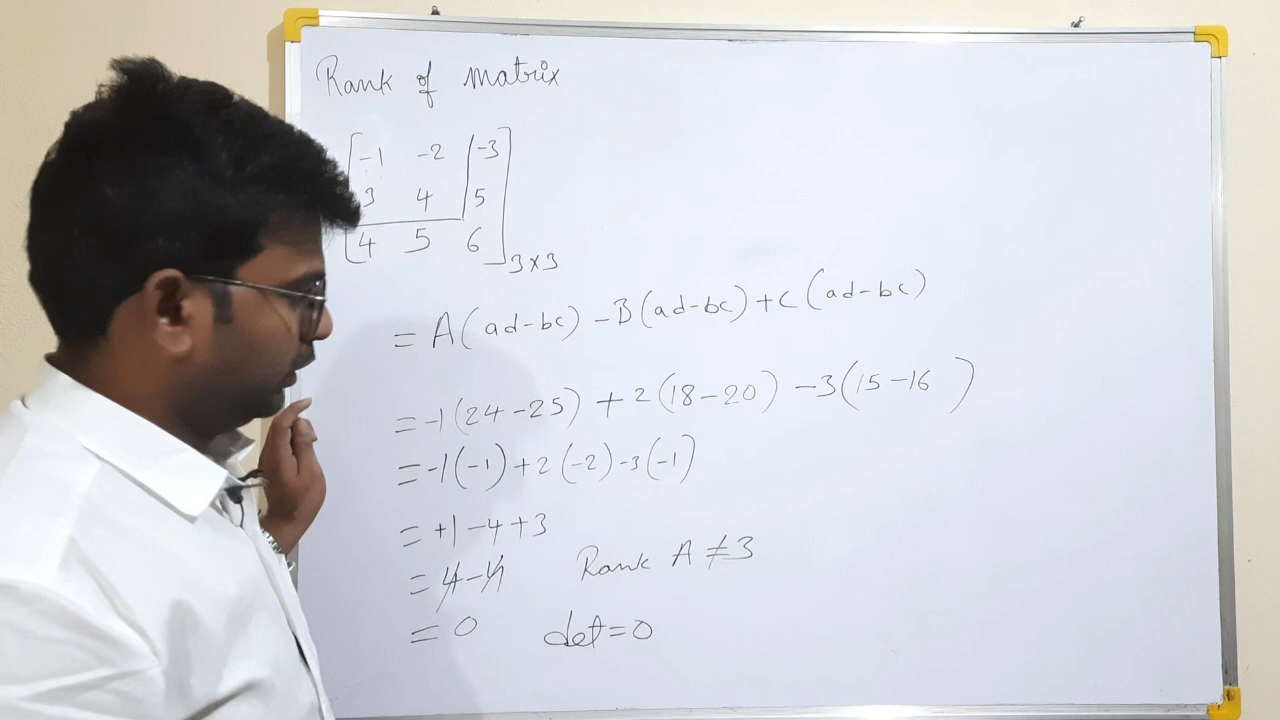 Rank of matrix
-1 -2 -3
3 4 5
4 5 6
3×3
= A(ad-bc) -B(ad-bc) +C(ad-bc)
= -1(24-25) +2(18-20) -3(15-16)
= -1(-1)+2(-2)-3(-1)
= +1-4+3
= 4-4 Rank A ≠3
= 0 det=0